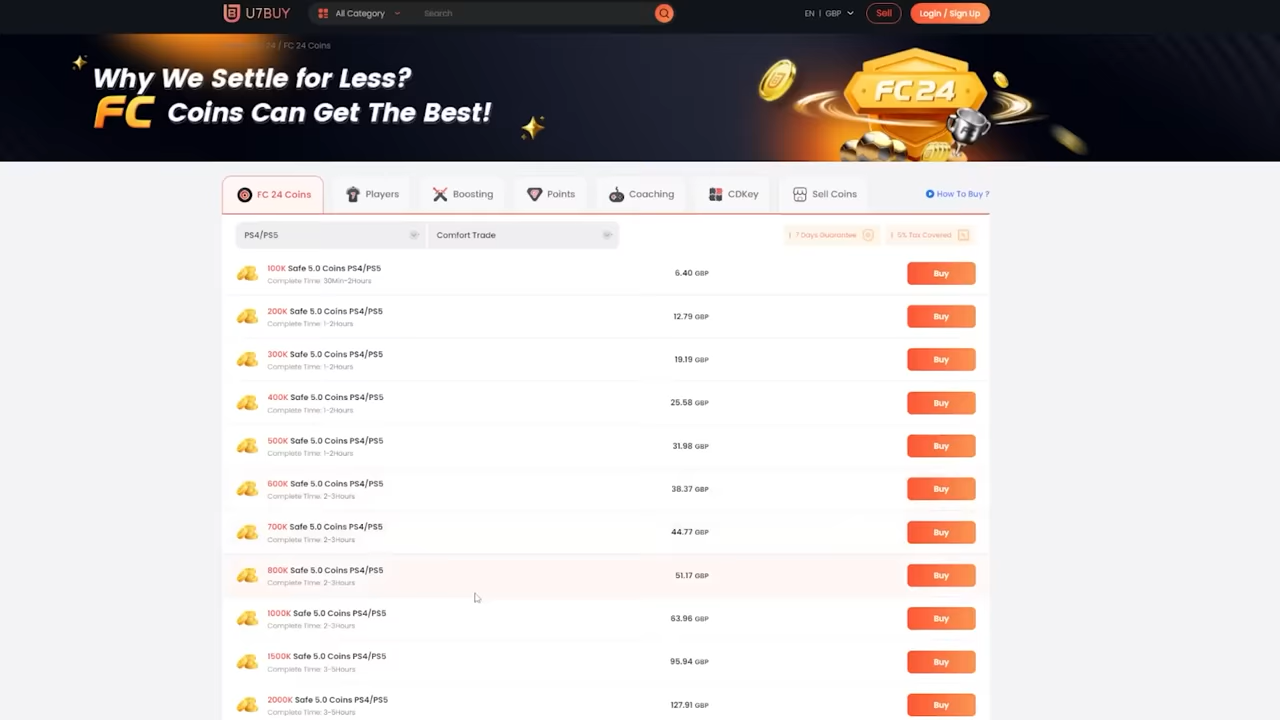 U7BUY
All Category
Search
EN | GBP
Sell
Login / Sign Up
24 / FC 24 Coins
Why We Settle for Less?
FC Coins Can Get The Best!
FC 24
FC 24 Coins
Players
Boosting
Points
Coaching
CDKey
Sell Coins
How To Buy ?
PS4/PS5
Comfort Trade
7 Days Guarantee
5% Tax Covered
100K Safe 5.0 Coins PS4/PS5
Complete Time: 30Min-2Hours
6.40 GBP
Buy
200K Safe 5.0 Coins PS4/PS5
Complete Time: 1-2Hours
12.79 GBP
Buy
300K Safe 5.0 Coins PS4/PS5
Complete Time: 1-2Hours
19.19 GBP
Buy
400K Safe 5.0 Coins PS4/PS5
Complete Time: 1-2Hours
25.58 GBP
Buy
500K Safe 5.0 Coins PS4/PS5
Complete Time: 1-2Hours
31.98 GBP
Buy
600K Safe 5.0 Coins PS4/PS5
Complete Time: 2-3Hours
38.37 GBP
Buy
700K Safe 5.0 Coins PS4/PS5
Complete Time: 2-3Hours
44.77 GBP
Buy
800K Safe 5.0 Coins PS4/PS5
Complete Time: 2-3Hours
51.17 GBP
Buy
1000K Safe 5.0 Coins PS4/PS5
Complete Time: 2-3Hours
63.96 GBP
Buy
1500K Safe 5.0 Coins PS4/PS5
Complete Time: 3-5Hours
95.94 GBP
Buy
2000K Safe 5.0 Coins PS4/PS5
Complete Time: 3-5Hours
127.91 GBP
Buy